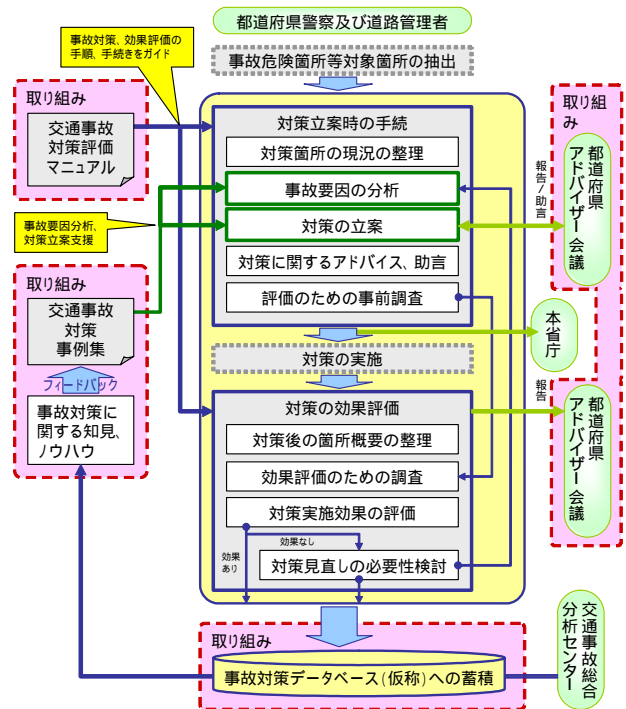 都道府県警察及び道路管理者
事故対策、効果評価の
手順、手続きをガイド
事故危険箇所等対象箇所の抽出
取り組み
交通事故
対策評価
マニュアル
対策立案時の手続
対策箇所の現況の整理
事故要因の分析
対策の立案
対策に関するアドバイス、助言
評価のための事前調査
事故要因分析、
対策立案支援
取り組み
報告/助言
都道府県
アドバイザー会議
本省庁
取り組み
交通事故
対策
事例集
フィードバック
事故対策に
関する知見、
ノウハウ
対策の実施
対策の効果評価
対策後の箇所概要の整理
効果評価のための調査
対策実施効果の評価
効果なし
効果
あり
対策見直しの必要性検討
報告
都道府県
アドバイザー会議
取り組み
事故対策データベース(仮称)への蓄積
交通事故総合
分析センター